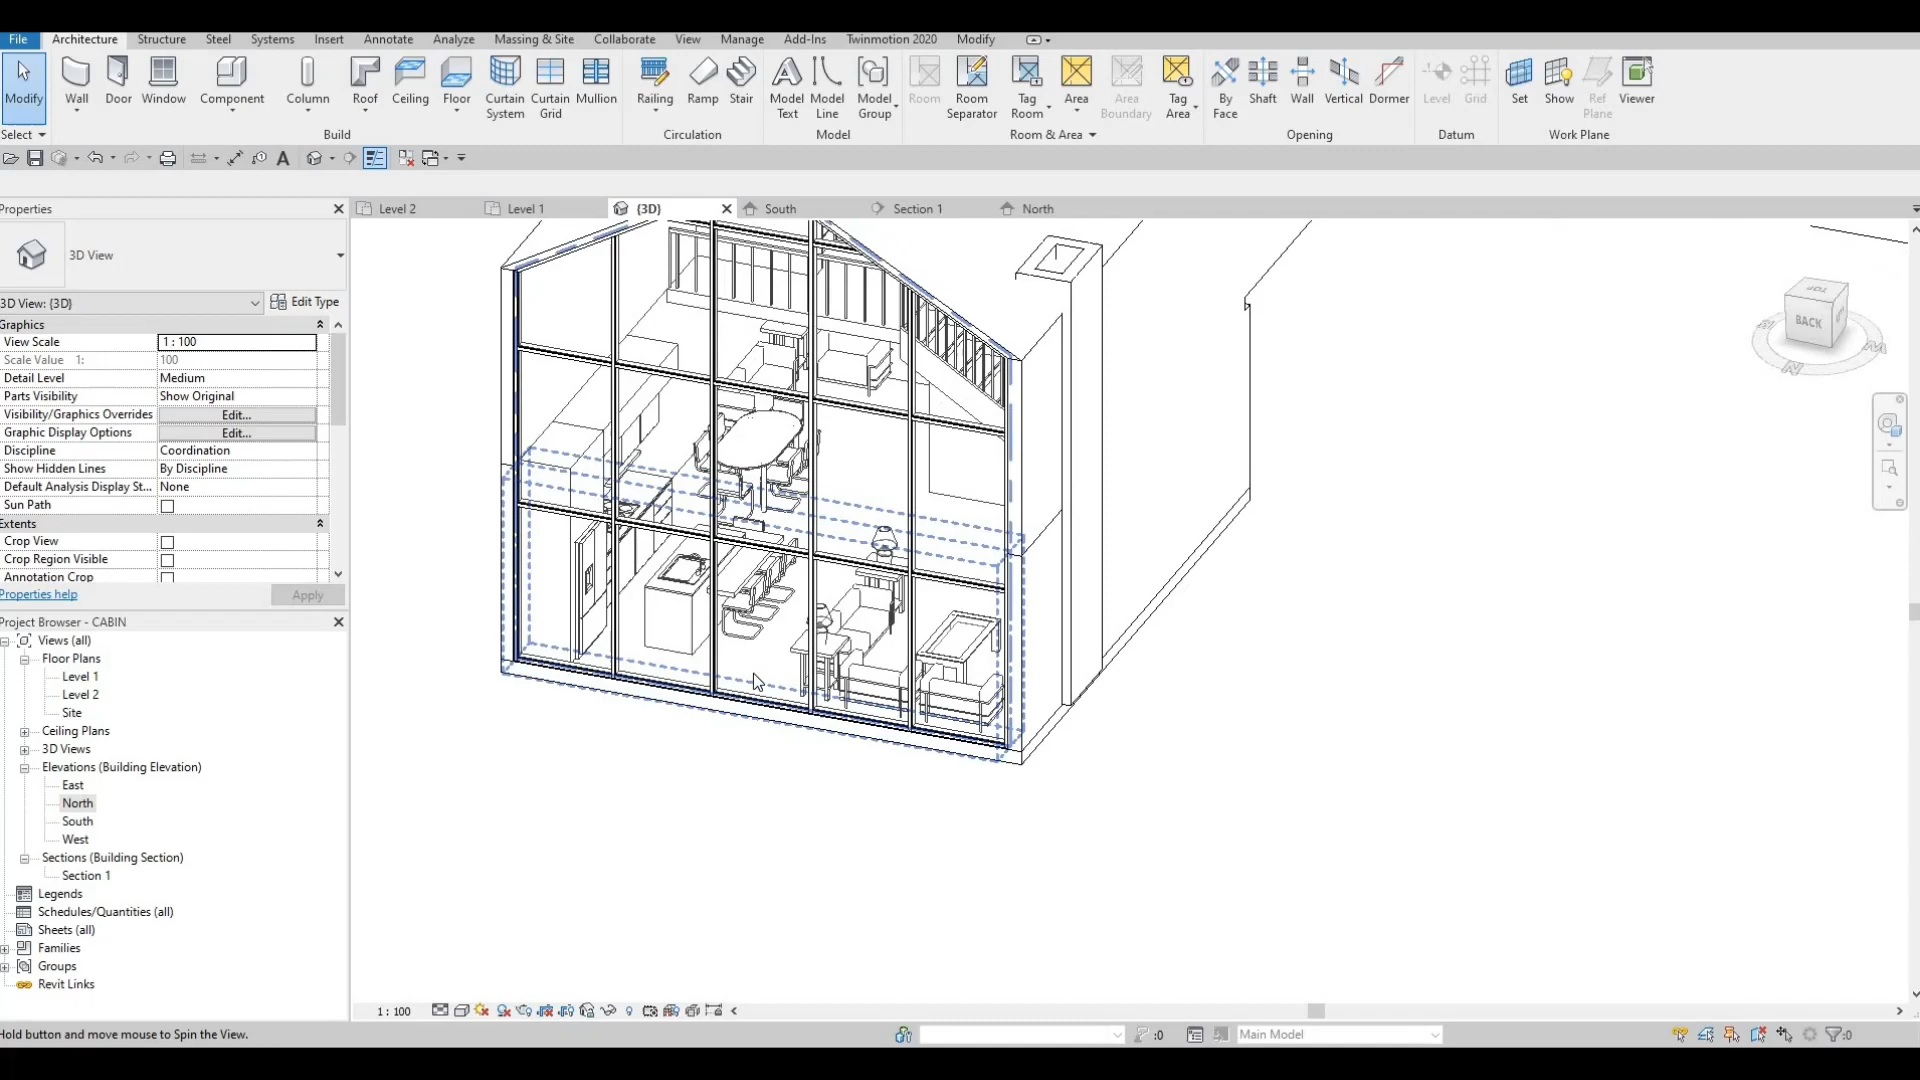 File Architecture Structure Steel Systems Insert Annotate Analyze Massing & Site Collaborate View Manage Add-Ins Twinmotion 2020 Modify
Modify Wall Door Window Component Column Roof Ceiling Floor Curtain System Curtain Grid Mullion Railing Ramp Stair Model Text Model Line Model Group Room Room Separator Tag Room Area Area Boundary Tag Area By Face Shaft Wall Vertical Dormer Level Grid Set Show Ref Plane Viewer
Select Build Circulation Model Room & Area Opening Datum Work Plane
Properties
Level 2 Level 1 {3D} South Section 1 North
3D View
3D View: {3D} Edit Type
Graphics
View Scale 1 : 100
Scale Value 1: 100
Detail Level Medium
Parts Visibility Show Original
Visibility/Graphics Overrides Edit...
Graphic Display Options Edit...
Discipline Coordination
Show Hidden Lines By Discipline
Default Analysis Display St... None
Sun Path
Extents
Crop View
Crop Region Visible
Annotation Crop
Properties help Apply
Project Browser - CABIN
Views (all)
Floor Plans
Level 1
Level 2
Site
Ceiling Plans
3D Views
Elevations (Building Elevation)
East
North
South
West
Sections (Building Section)
Section 1
Legends
Schedules/Quantities (all)
Sheets (all)
Families
Groups
Revit Links
TOP
BACK
N
W
1 : 100
Hold button and move mouse to Spin the View.
:0
Main Model
:0